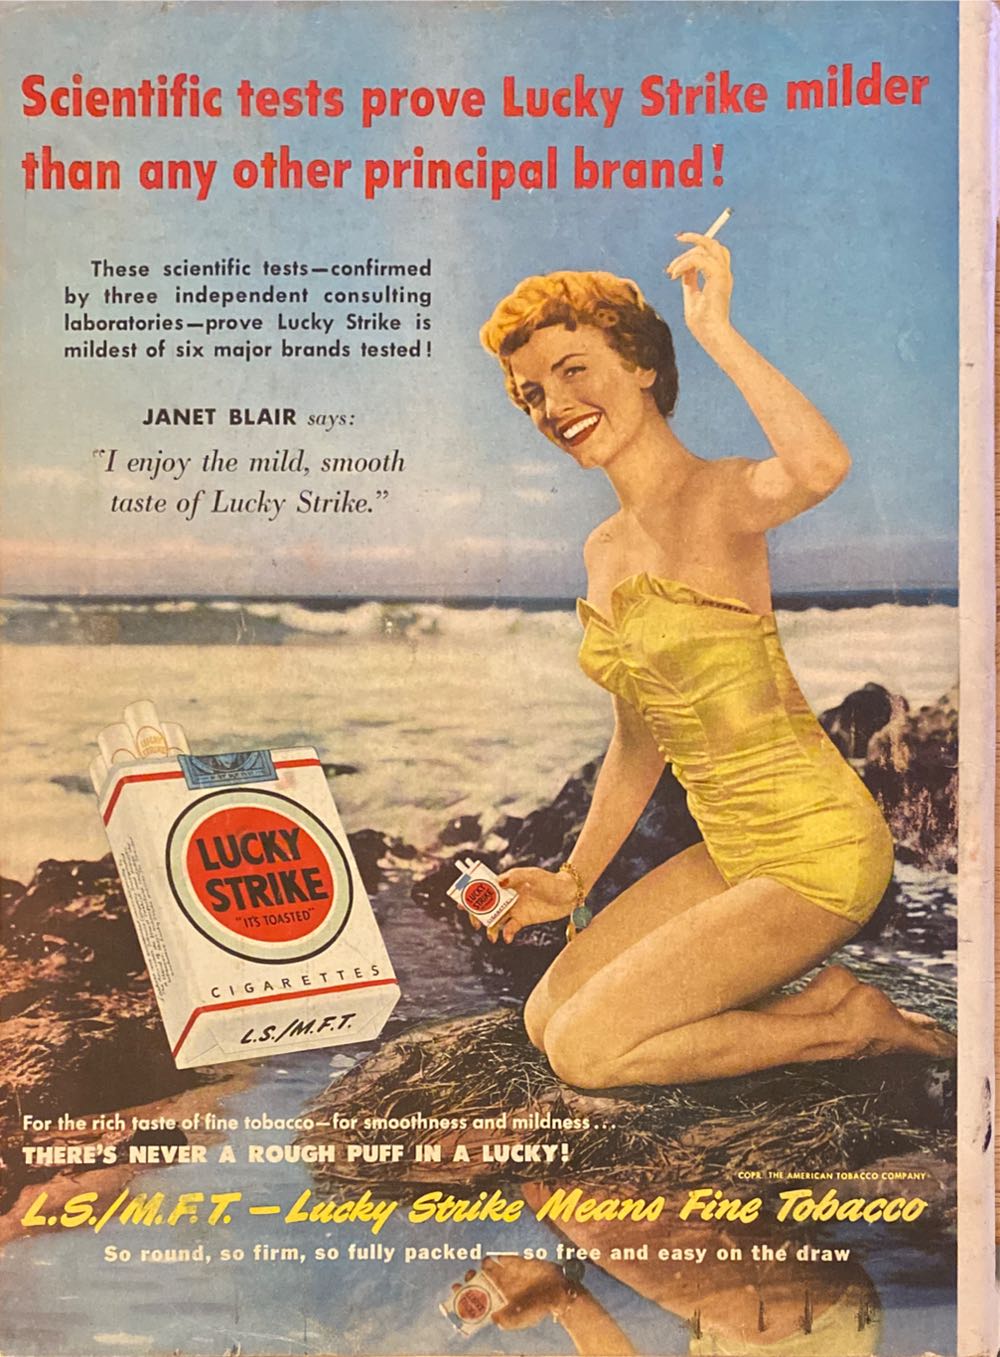 Scientific tests prove Lucky Strike milder
than any other principal brand!
These scientific tests—confirmed
by three independent consulting
laboratories—prove Lucky Strike is
mildest of six major brands tested!
JANET BLAIR says:
"I enjoy the mild, smooth
taste of Lucky Strike."
LUCKY
STRIKE
"IT'S TOASTED"
CIGARETTES
L.S./M.F.T.
LUCKY
STRIKE
For the rich taste of fine tobacco—for smoothness and mildness...
THERE'S NEVER A ROUGH PUFF IN A LUCKY!
COPR. THE AMERICAN TOBACCO COMPANY
L.S./M.F.T.—Lucky Strike Means Fine Tobacco
So round, so firm, so fully packed—so free and easy on the draw